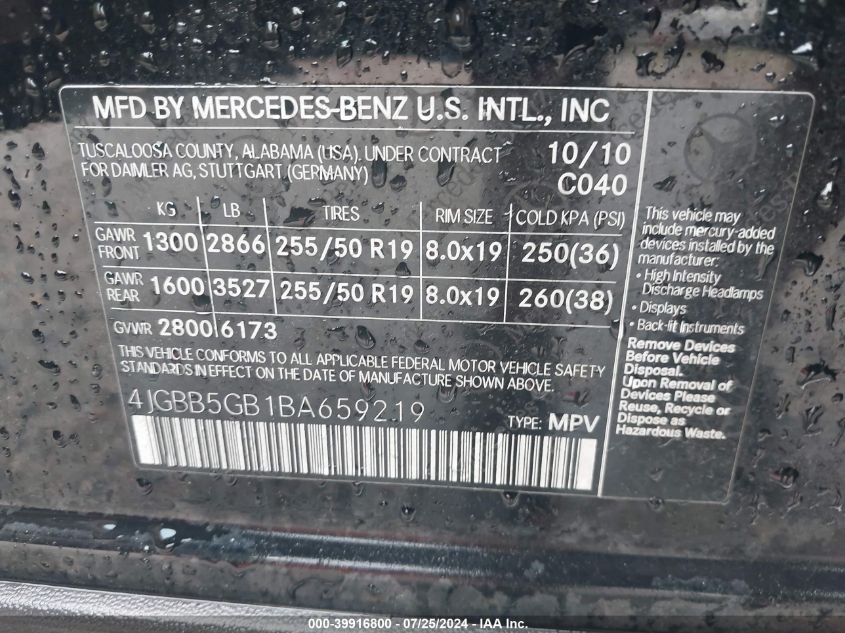 MFD BY MERCEDES-BENZ U.S. INTL., INC
TUSCALOOSA COUNTY, ALABAMA (USA). UNDER CONTRACT
FOR DAIMLER AG, STUTTGART (GERMANY)
10/10
C040
KG LB TIRES RIM SIZE COLD KPA (PSI)
GAWR FRONT 1300 2866 255/50 R19 8.0x19 250(36)
GAWR REAR 1600 3527 255/50 R19 8.0x19 260(38)
GVWR 2800 6173
THIS VEHICLE CONFORMS TO ALL APPLICABLE FEDERAL MOTOR VEHICLE SAFETY
STANDARDS IN EFFECT ON THE DATE OF MANUFACTURE SHOWN ABOVE.
4JGBB5GB1BA659219
TYPE: MPV
This vehicle may
include mercury-added
devices installed by the
manufacturer:
• High Intensity
Discharge Headlamps
• Displays
• Back-lit Instruments
Remove Devices
Before Vehicle
Disposal.
Upon Removal of
Devices Please
Reuse, Recycle or
Dispose as
Hazardous Waste.
000-39916800 - 07/25/2024 - IAA Inc.